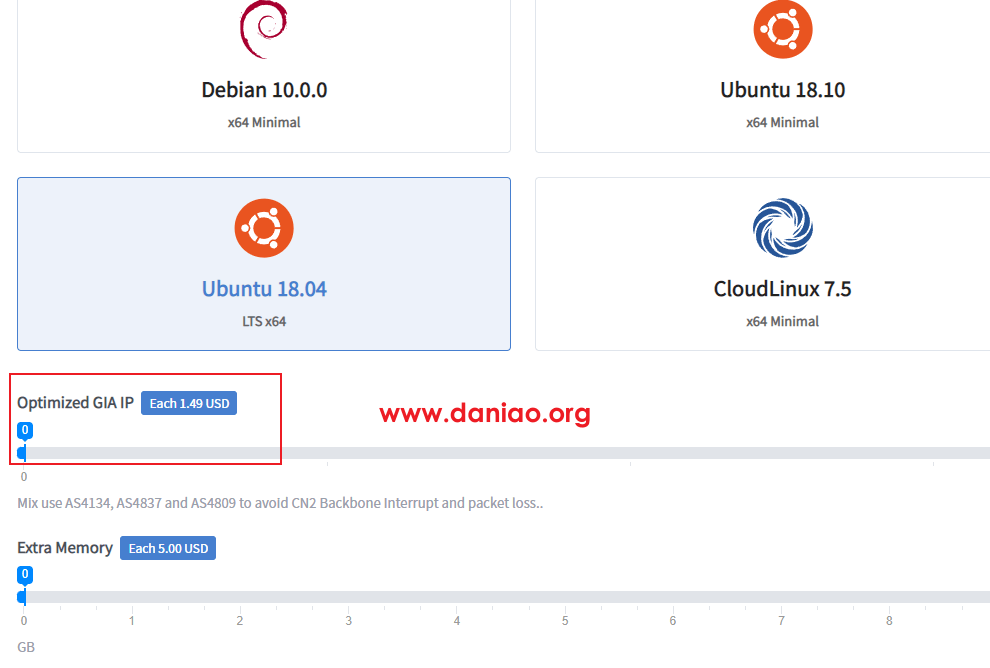 Debian 10.0.0
x64 Minimal
Ubuntu 18.10
x64 Minimal
Ubuntu 18.04
LTS x64
CloudLinux 7.5
x64 Minimal
Optimized GIA IP Each 1.49 USD
www.daniao.org
0
0
Mix use AS4134, AS4837 and AS4809 to avoid CN2 Backbone Interrupt and packet loss..
Extra Memory Each 5.00 USD
0
0 1 2 3 4 5 6 7 8
GB